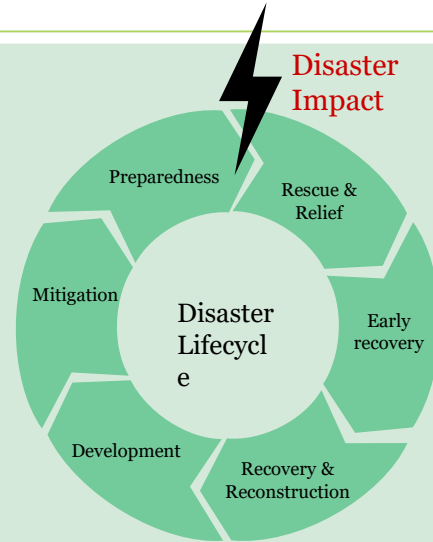 Disaster
Impact
Preparedness
Rescue &
Relief
Mitigation
Early
recovery
Disaster
Lifecycl
e
Development
Recovery &
Reconstruction